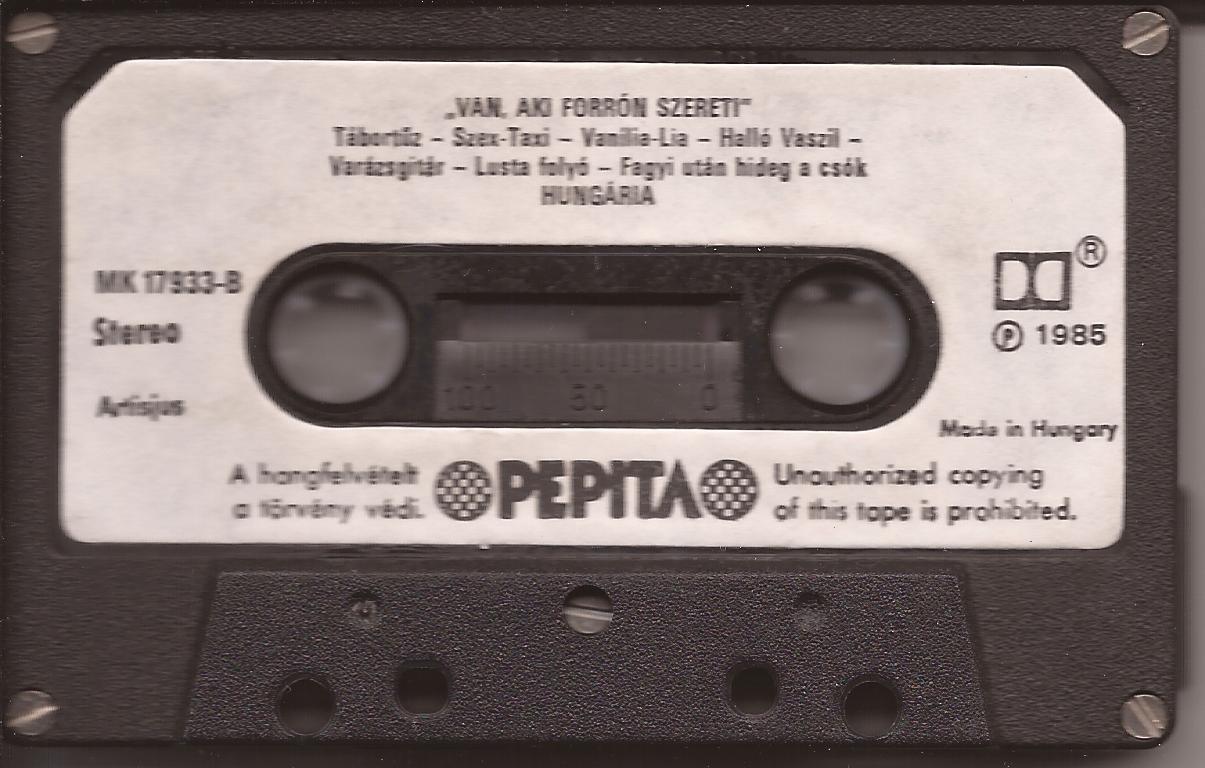 „VAN, AKI FORRÓN SZERETI"
Tábortűz – Szex-Taxi – Vanília-Lia – Halló Vaszil –
Varázsgitár – Lusta folyó – Fagyi után hideg a csók
HUNGÁRIA
MK 17933-B
Stereo
Artisjus
®
℗ 1985
Made in Hungary
100 50 0
A hangfelvételt
a törvény védi.
PEPITA
Unauthorized copying
of this tape is prohibited.